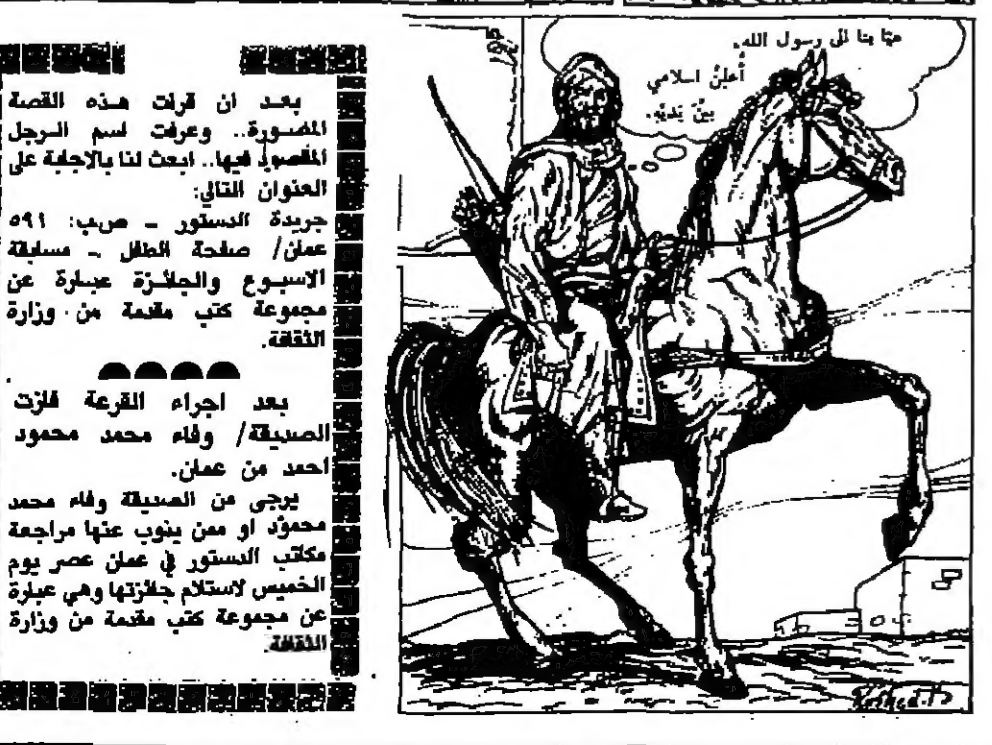 هيا بنا الى رسول الله.
أعلن اسلامي
بين يديه.
بعد ان قرات هذه القصة
المصورة.. وعرفت اسم الرجل
المقصود فيها.. ابعث لنا بالاجابة على
العنوان التالي:
جريدة الدستور - ص.ب: ٥٩١
عمان/ صفحة الطفل - مسابقة
الاسبوع والجائزة عبارة عن
مجموعة كتب مقدمة من وزارة
الثقافة.
بعد اجراء القرعة فازت
الصديقة/ وفاء محمد محمود
احمد من عمان.
يرجى من الصديقة وفاء محمد
محمود او ممن ينوب عنها مراجعة
مكاتب الدستور في عمان عصر يوم
الخميس لاستلام جائزتها وهي عبارة
عن مجموعة كتب مقدمة من وزارة
الثقافة.